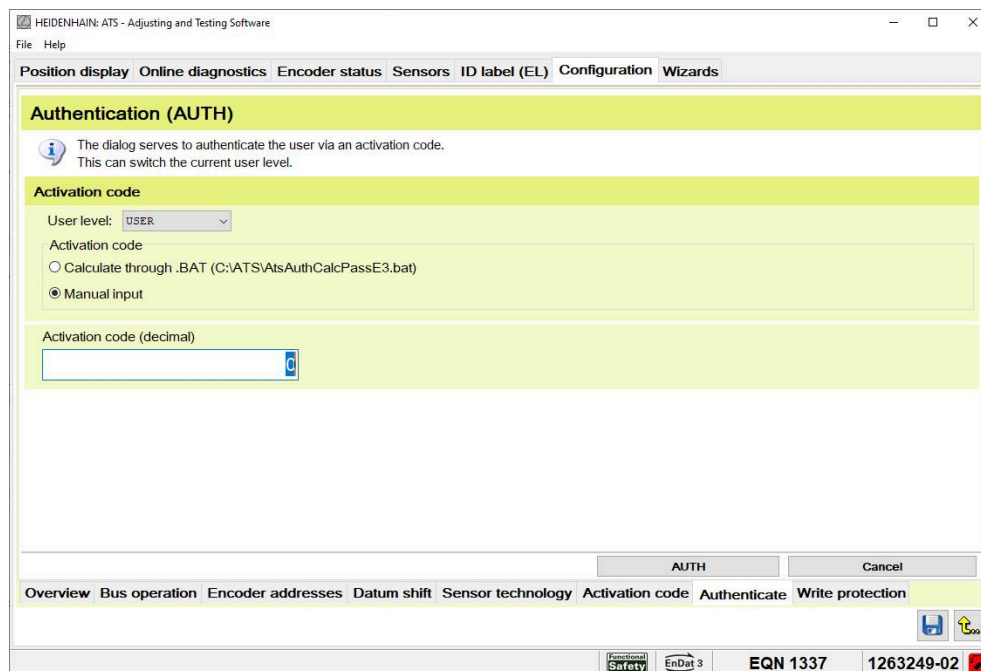 HEIDENHAIN: ATS - Adjusting and Testing Software
File Help
Position display Online diagnostics Encoder status Sensors ID label (EL) Configuration Wizards
Authentication (AUTH)
The dialog serves to authenticate the user via an activation code.
This can switch the current user level.
Activation code
User level: USER
Activation code
Calculate through .BAT (C:\ATS\AtsAuthCalcPassE3.bat)
Manual input
Activation code (decimal)
0
AUTH Cancel
Overview Bus operation Encoder addresses Datum shift Sensor technology Activation code Authenticate Write protection
Functional
Safety EnDat 3 EQN 1337 1263249-02